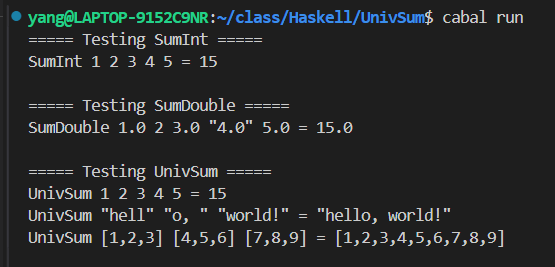 yang@LAPTOP-9152C9NR:~/class/Haskell/UnivSum$ cabal run
===== Testing SumInt =====
SumInt 1 2 3 4 5 = 15
===== Testing SumDouble =====
SumDouble 1.0 2 3.0 "4.0" 5.0 = 15.0
===== Testing UnivSum =====
UnivSum 1 2 3 4 5 = 15
UnivSum "hell" "o, " "world!" = "hello, world!"
UnivSum [1,2,3] [4,5,6] [7,8,9] = [1,2,3,4,5,6,7,8,9]